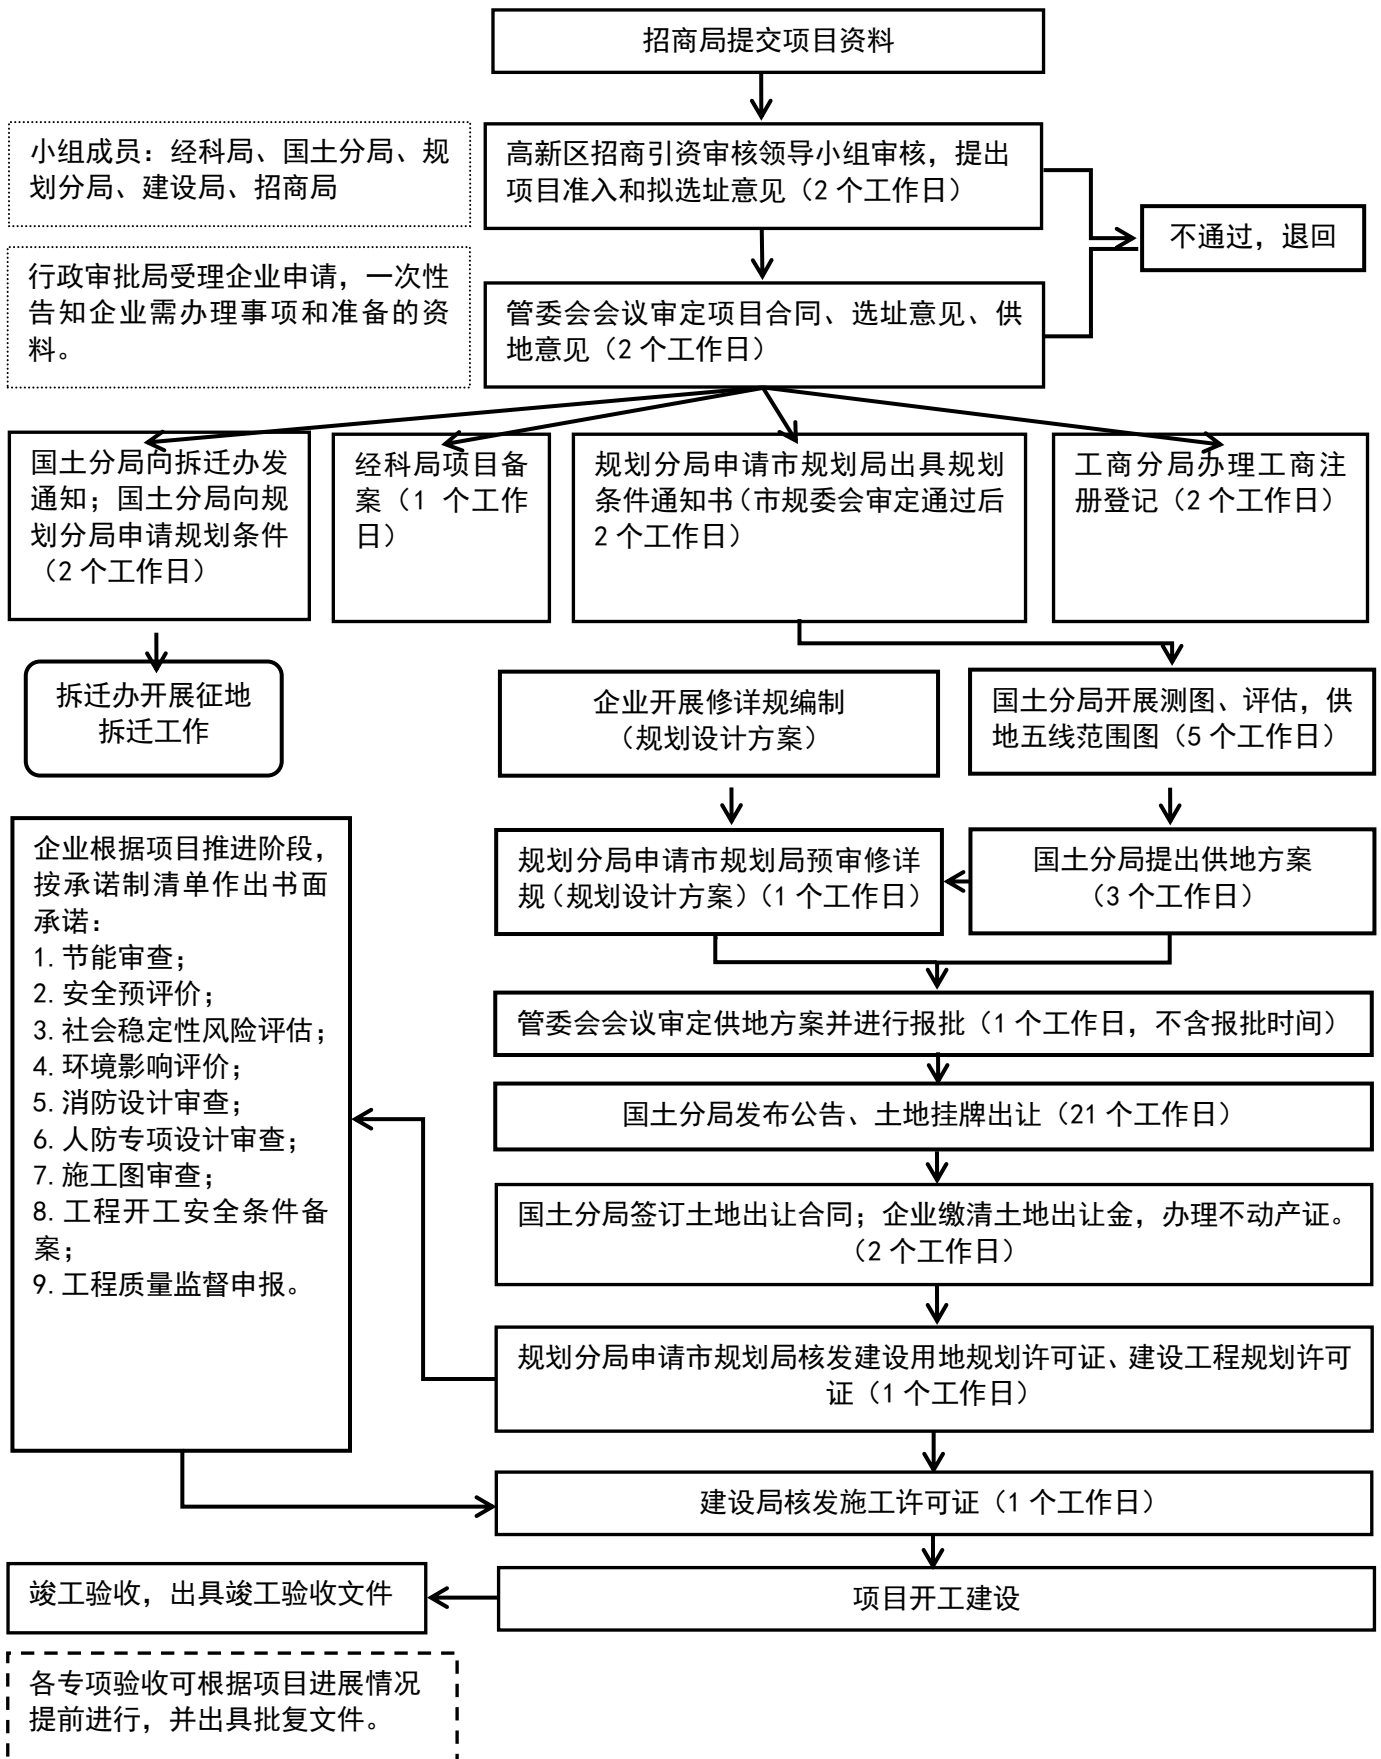 招商局提交项目资料
小组成员：经科局、国土分局、规
划分局、建设局、招商局
高新区招商引资审核领导小组审核，提出
项目准入和拟选址意见（2 个工作日）
不通过，退回
行政审批局受理企业申请，一次性
告知企业需办理事项和准备的资
料。
管委会会议审定项目合同、选址意见、供
地意见（2 个工作日）
国土分局向拆迁办发
通知；国土分局向规
划分局申请规划条件
（2 个工作日）
经科局项目备
案（1 个工作
日）
规划分局申请市规划局出具规划
条件通知书（市规委会审定通过后
2 个工作日）
工商分局办理工商注
册登记（2 个工作日）
拆迁办开展征地
拆迁工作
企业开展修详规编制
（规划设计方案）
国土分局开展测图、评估，供
地五线范围图（5 个工作日）
规划分局申请市规划局预审修详
规（规划设计方案）（1 个工作日）
国土分局提出供地方案
（3 个工作日）
企业根据项目推进阶段，
按承诺制清单作出书面
承诺：
1.节能审查；
2.安全预评价；
3.社会稳定性风险评估；
4.环境影响评价；
5.消防设计审查；
6.人防专项设计审查；
7.施工图审查；
8.工程开工安全条件备
案；
9.工程质量监督申报。
管委会会议审定供地方案并进行报批（1 个工作日，不含报批时间）
国土分局发布公告、土地挂牌出让（21 个工作日）
国土分局签订土地出让合同；企业缴清土地出让金，办理不动产证。
（2 个工作日）
规划分局申请市规划局核发建设用地规划许可证、建设工程规划许可
证（1 个工作日）
建设局核发施工许可证（1 个工作日）
项目开工建设
竣工验收，出具竣工验收文件
各专项验收可根据项目进展情况
提前进行，并出具批复文件。